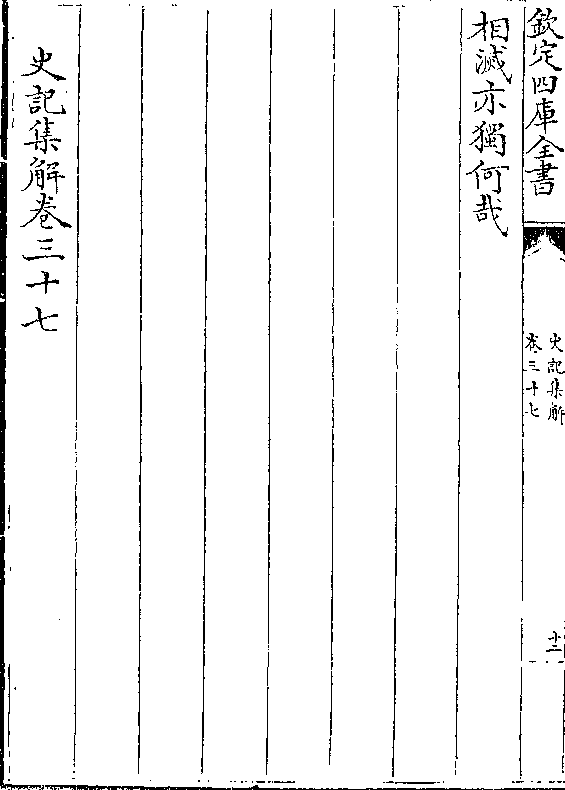 欽定四庫全書
史記集解
卷三十七
十二
相滅亦獨何哉
史記集解卷三十七